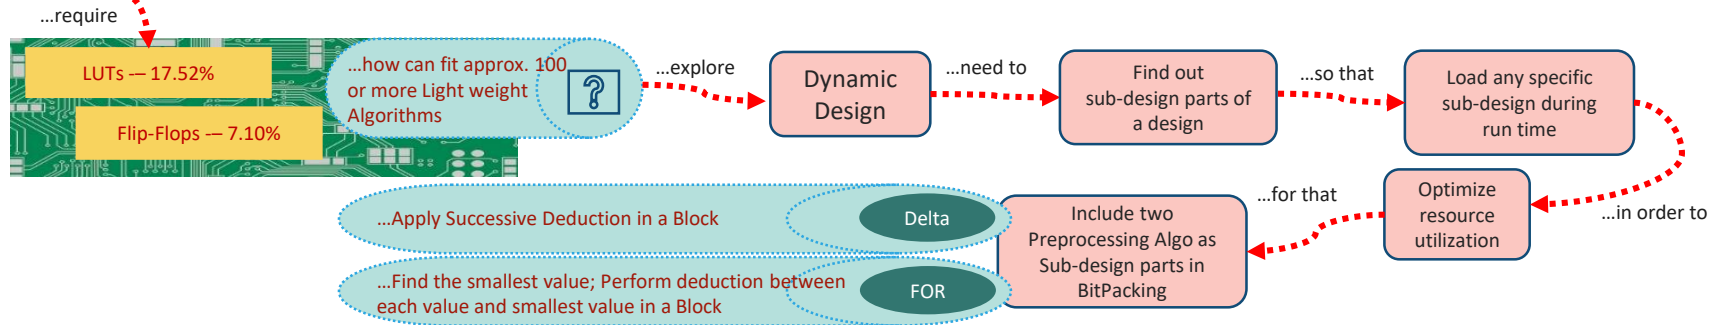 ...require
LUTs -– 17.52%
Flip-Flops -– 7.10%
...how can fit approx. 100
or more Light weight
Algorithms
?
...explore
Dynamic
Design
...need to
Find out
sub-design parts of
a design
...so that
Load any specific
sub-design during
run time
...in order to
Optimize
resource
utilization
...for that
Include two
Preprocessing Algo as
Sub-design parts in
BitPacking
Delta
...Apply Successive Deduction in a Block
FOR
...Find the smallest value; Perform deduction between
each value and smallest value in a Block